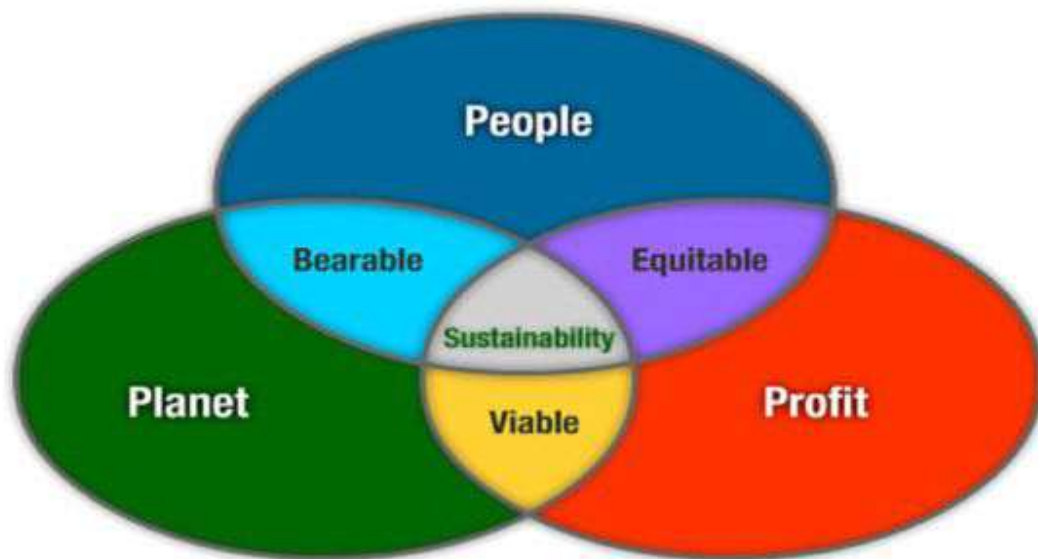 People
Bearable
Equitable
Sustainability
Planet
Profit
Viable